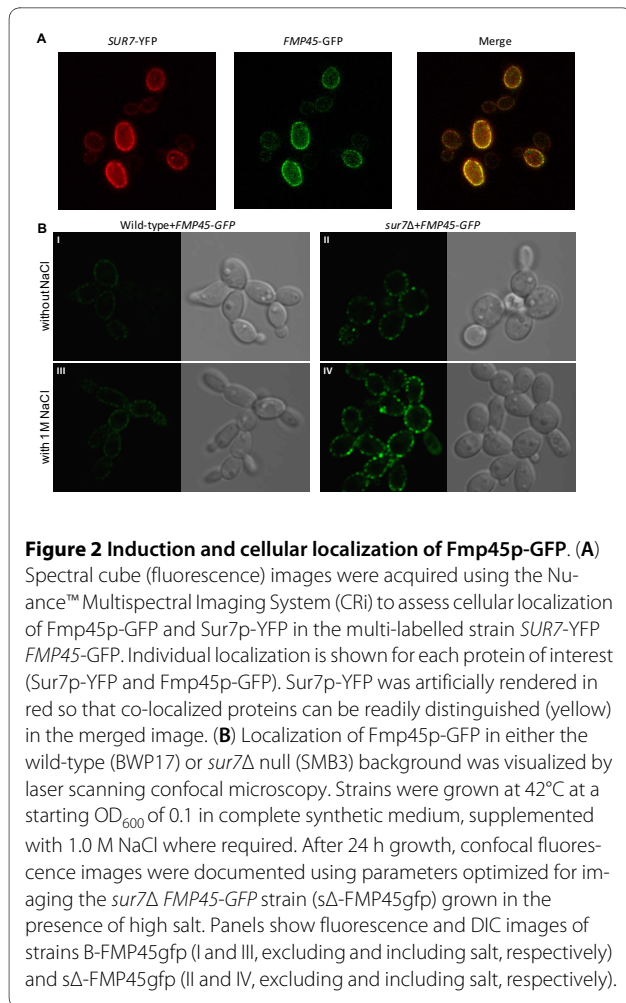 A
SUR7-YFP FMP45-GFP Merge
B
Wild-type+FMP45-GFP sur7Δ+FMP45-GFP
without NaCl
I
II
with 1M NaCl
III
IV
Figure 2 Induction and cellular localization of Fmp45p-GFP. (A)
Spectral cube (fluorescence) images were acquired using the Nu-
ance™ Multispectral Imaging System (CRi) to assess cellular localization
of Fmp45p-GFP and Sur7p-YFP in the multi-labelled strain SUR7-YFP
FMP45-GFP. Individual localization is shown for each protein of interest
(Sur7p-YFP and Fmp45p-GFP). Sur7p-YFP was artificially rendered in
red so that co-localized proteins can be readily distinguished (yellow)
in the merged image. (B) Localization of Fmp45p-GFP in either the
wild-type (BWP17) or sur7Δ null (SMB3) background was visualized by
laser scanning confocal microscopy. Strains were grown at 42°C at a
starting OD600 of 0.1 in complete synthetic medium, supplemented
with 1.0 M NaCl where required. After 24 h growth, confocal fluores-
cence images were documented using parameters optimized for im-
aging the sur7Δ FMP45-GFP strain (sΔ-FMP45gfp) grown in the
presence of high salt. Panels show fluorescence and DIC images of
strains B-FMP45gfp (I and III, excluding and including salt, respectively)
and sΔ-FMP45gfp (II and IV, excluding and including salt, respectively).